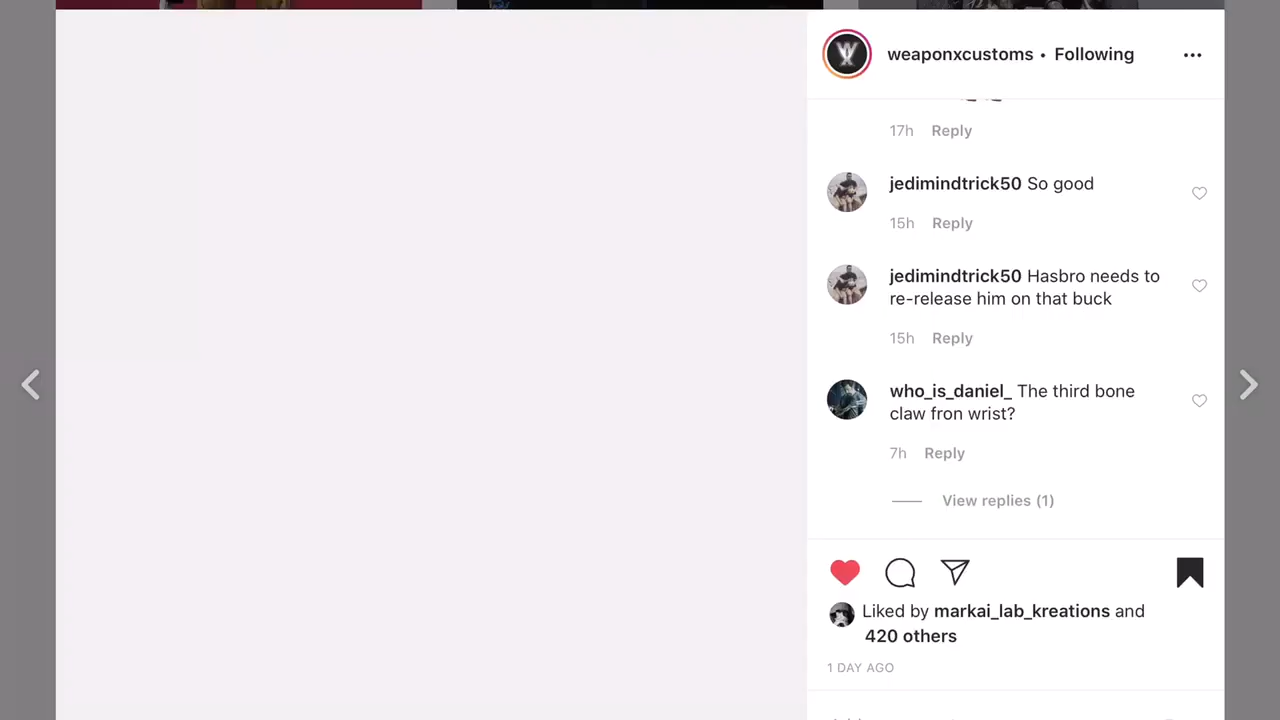 weaponxcustoms • Following
17h Reply
jedimindtrick50 So good
15h Reply
jedimindtrick50 Hasbro needs to
re-release him on that buck
15h Reply
who_is_daniel_ The third bone
claw fron wrist?
7h Reply
View replies (1)
Liked by markai_lab_kreations and
420 others
1 DAY AGO